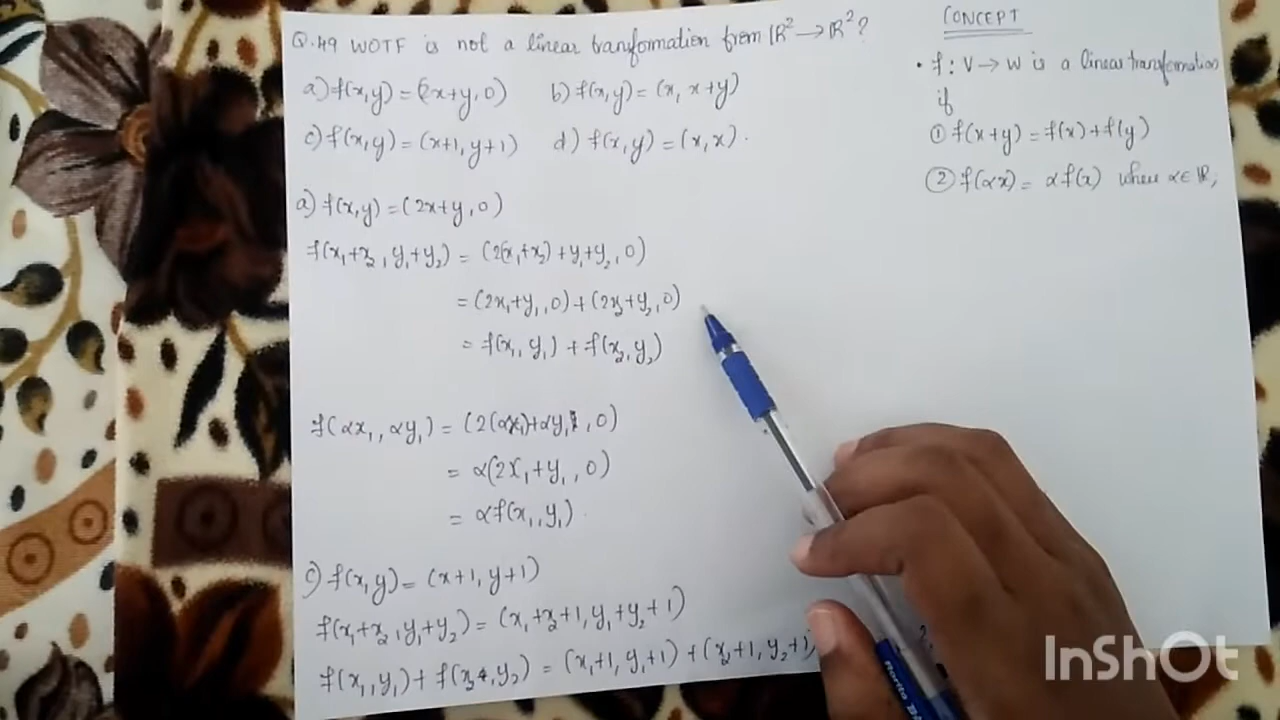 Q.49 WOTF is not a linear tranformation from ℝ² → ℝ² ?
a) f(x,y) = (2x+y, 0) b) f(x,y) = (x, x+y)
c) f(x,y) = (x+1, y+1) d) f(x,y) = (x, x).
a) f(x,y) = (2x+y, 0)
f(x₁+x₂, y₁+y₂) = (2(x₁+x₂)+y₁+y₂, 0)
= (2x₁+y₁, 0) + (2x₂+y₂, 0)
= f(x₁, y₁) + f(x₂, y₂)
f(αx₁, αy₁) = (2(αx₁)+αy₁, 0)
= α(2x₁+y₁, 0)
= αf(x₁, y₁)
c) f(x,y) = (x+1, y+1)
f(x₁+x₂, y₁+y₂) = (x₁+x₂+1, y₁+y₂+1)
f(x₁, y₁) + f(x₂, y₂) = (x₁+1, y₁+1) + (x₂+1, y₂+1)
CONCEPT
• f : V → W is a linear transformation
if
① f(x+y) = f(x)+f(y)
② f(αx) = αf(x) where α ∈ ℝ,
InShOt